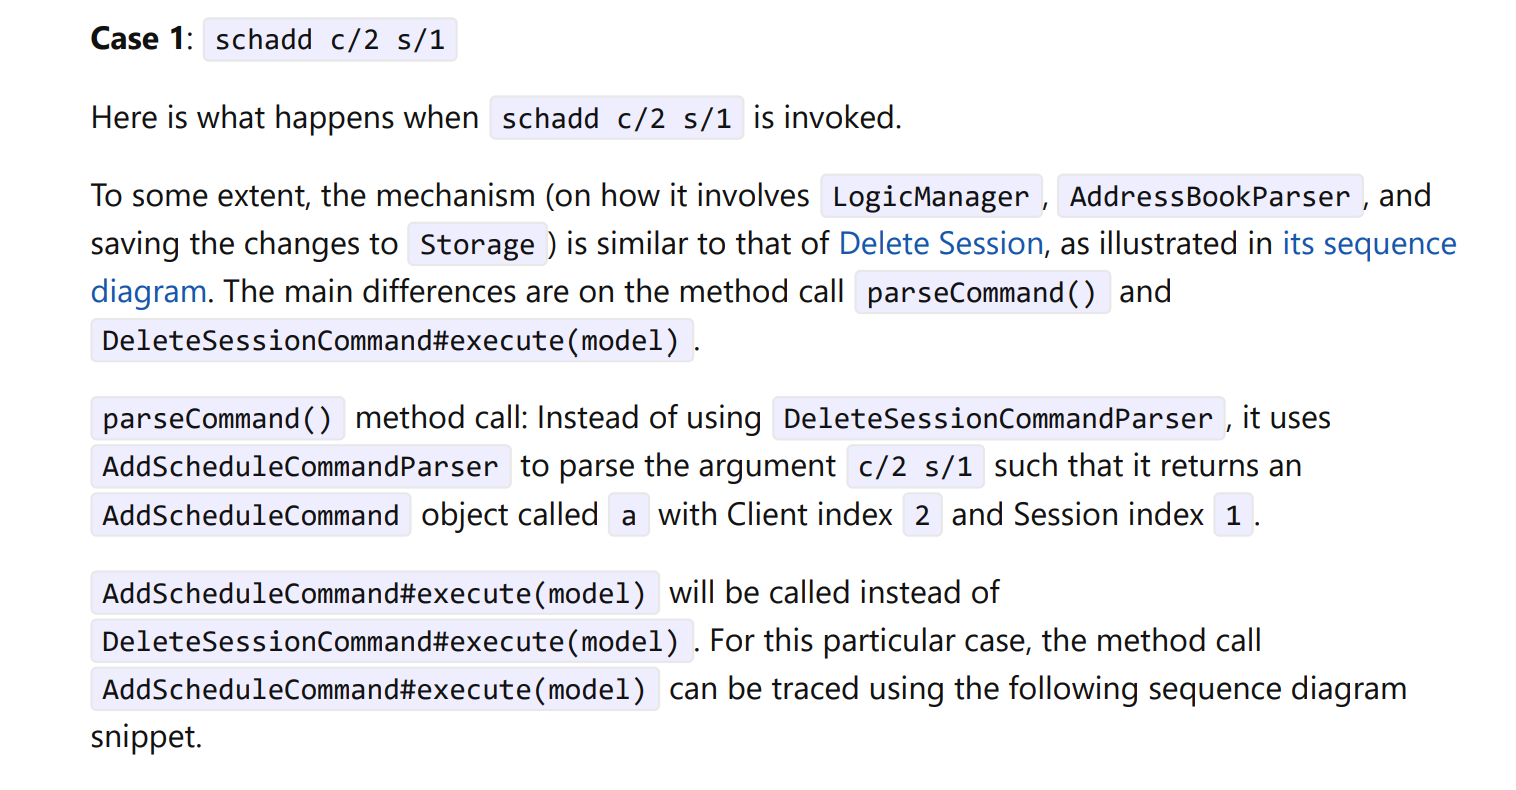 Case 1: schadd c/2 s/1
Here is what happens when schadd c/2 s/1 is invoked.
To some extent, the mechanism (on how it involves LogicManager, AddressBookParser, and
saving the changes to Storage) is similar to that of Delete Session, as illustrated in its sequence
diagram. The main differences are on the method call parseCommand() and
DeleteSessionCommand#execute(model).
parseCommand() method call: Instead of using DeleteSessionCommandParser, it uses
AddScheduleCommandParser to parse the argument c/2 s/1 such that it returns an
AddScheduleCommand object called a with Client index 2 and Session index 1.
AddScheduleCommand#execute(model) will be called instead of
DeleteSessionCommand#execute(model). For this particular case, the method call
AddScheduleCommand#execute(model) can be traced using the following sequence diagram
snippet.